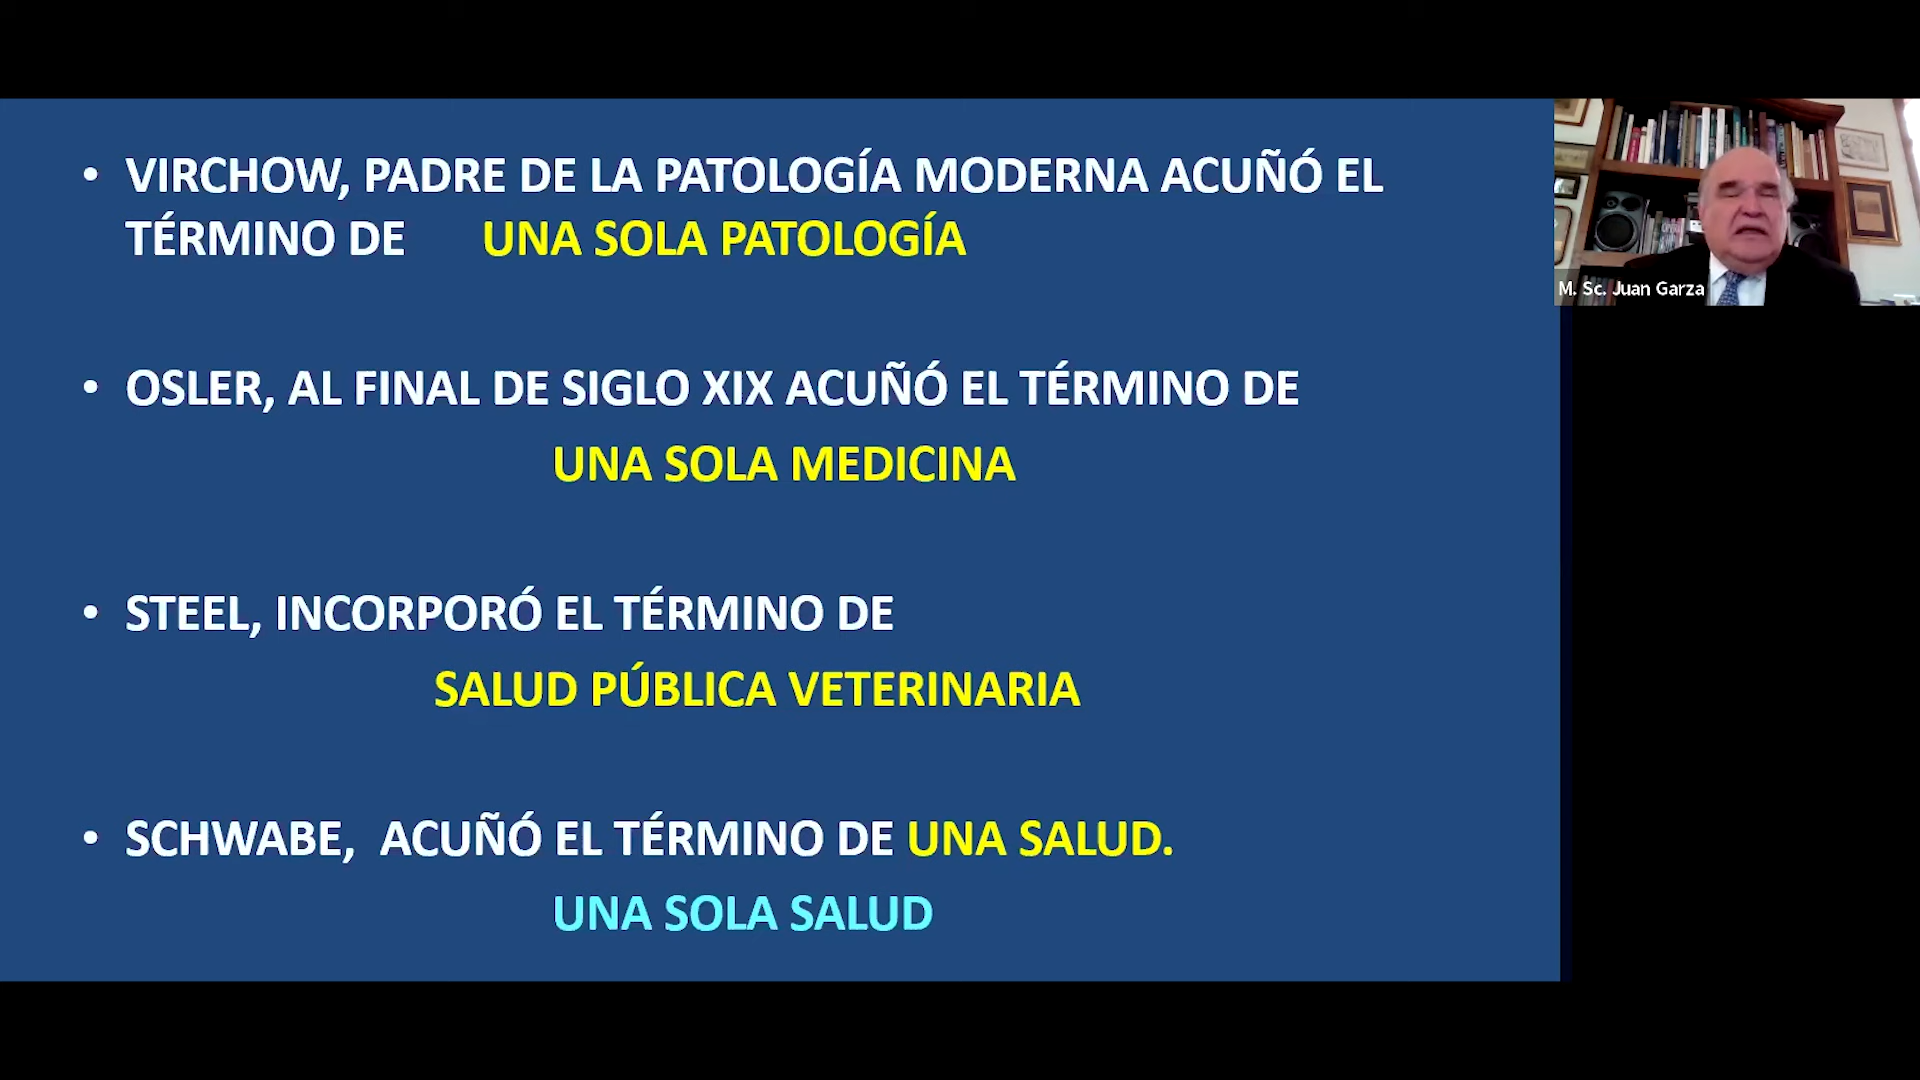 • VIRCHOW, PADRE DE LA PATOLOGÍA MODERNA ACUÑÓ EL
TÉRMINO DE UNA SOLA PATOLOGÍA
• OSLER, AL FINAL DE SIGLO XIX ACUÑÓ EL TÉRMINO DE
UNA SOLA MEDICINA
• STEEL, INCORPORÓ EL TÉRMINO DE
SALUD PÚBLICA VETERINARIA
• SCHWABE, ACUÑÓ EL TÉRMINO DE UNA SALUD.
UNA SOLA SALUD
M. Sc. Juan Garza